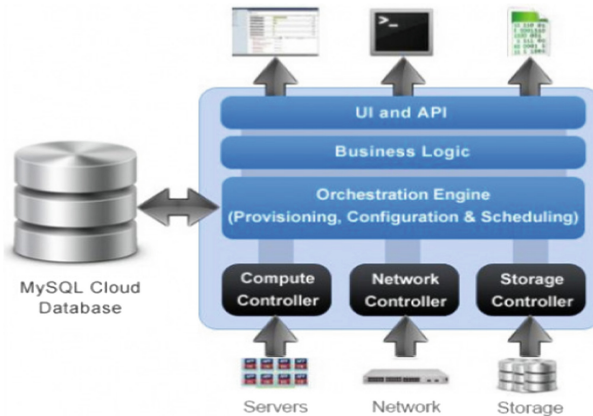 UI and API
Business Logic
Orchestration Engine
(Provisioning, Configuration & Scheduling)
MySQL Cloud
Database
Compute
Controller
Network
Controller
Storage
Controller
Servers
Network
Storage